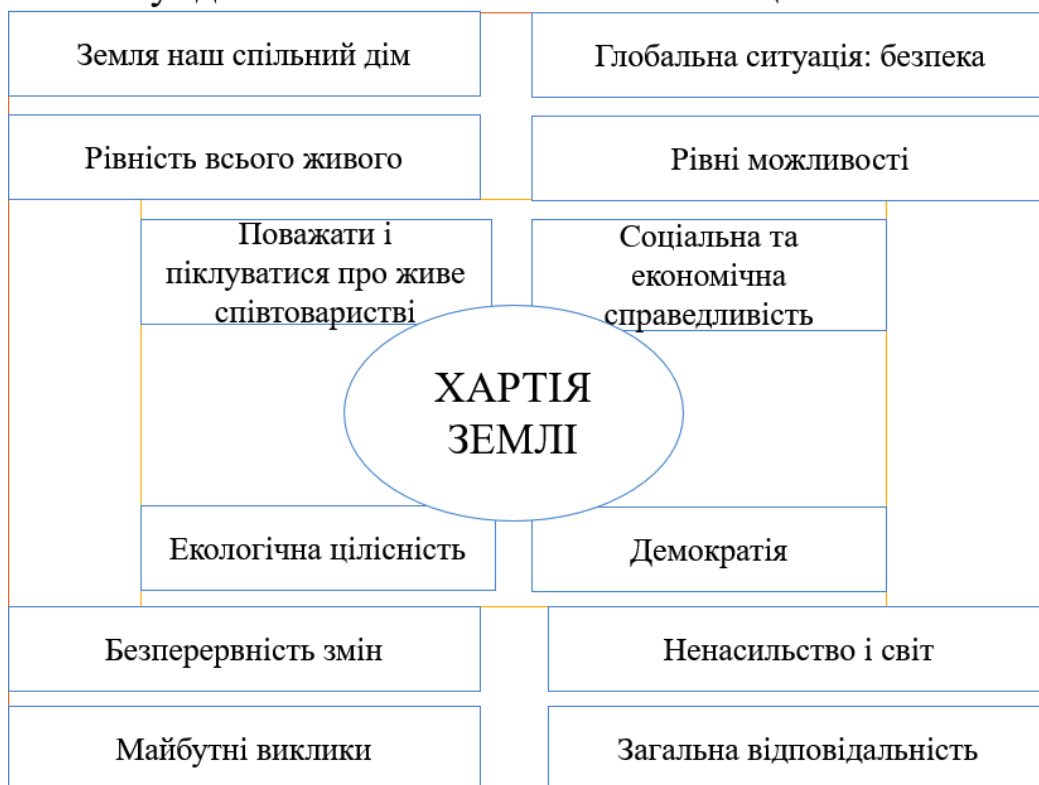 Земля наш спільний дім
Глобальна ситуація: безпека
Рівність всього живого
Рівні можливості
Поважати і
піклуватися про живе
співтоваристві
Соціальна та
економічна
справедливість
ХАРТІЯ
ЗЕМЛІ
Екологічна цілісність
Демократія
Безперервність змін
Ненасильство і світ
Майбутні виклики
Загальна відповідальність